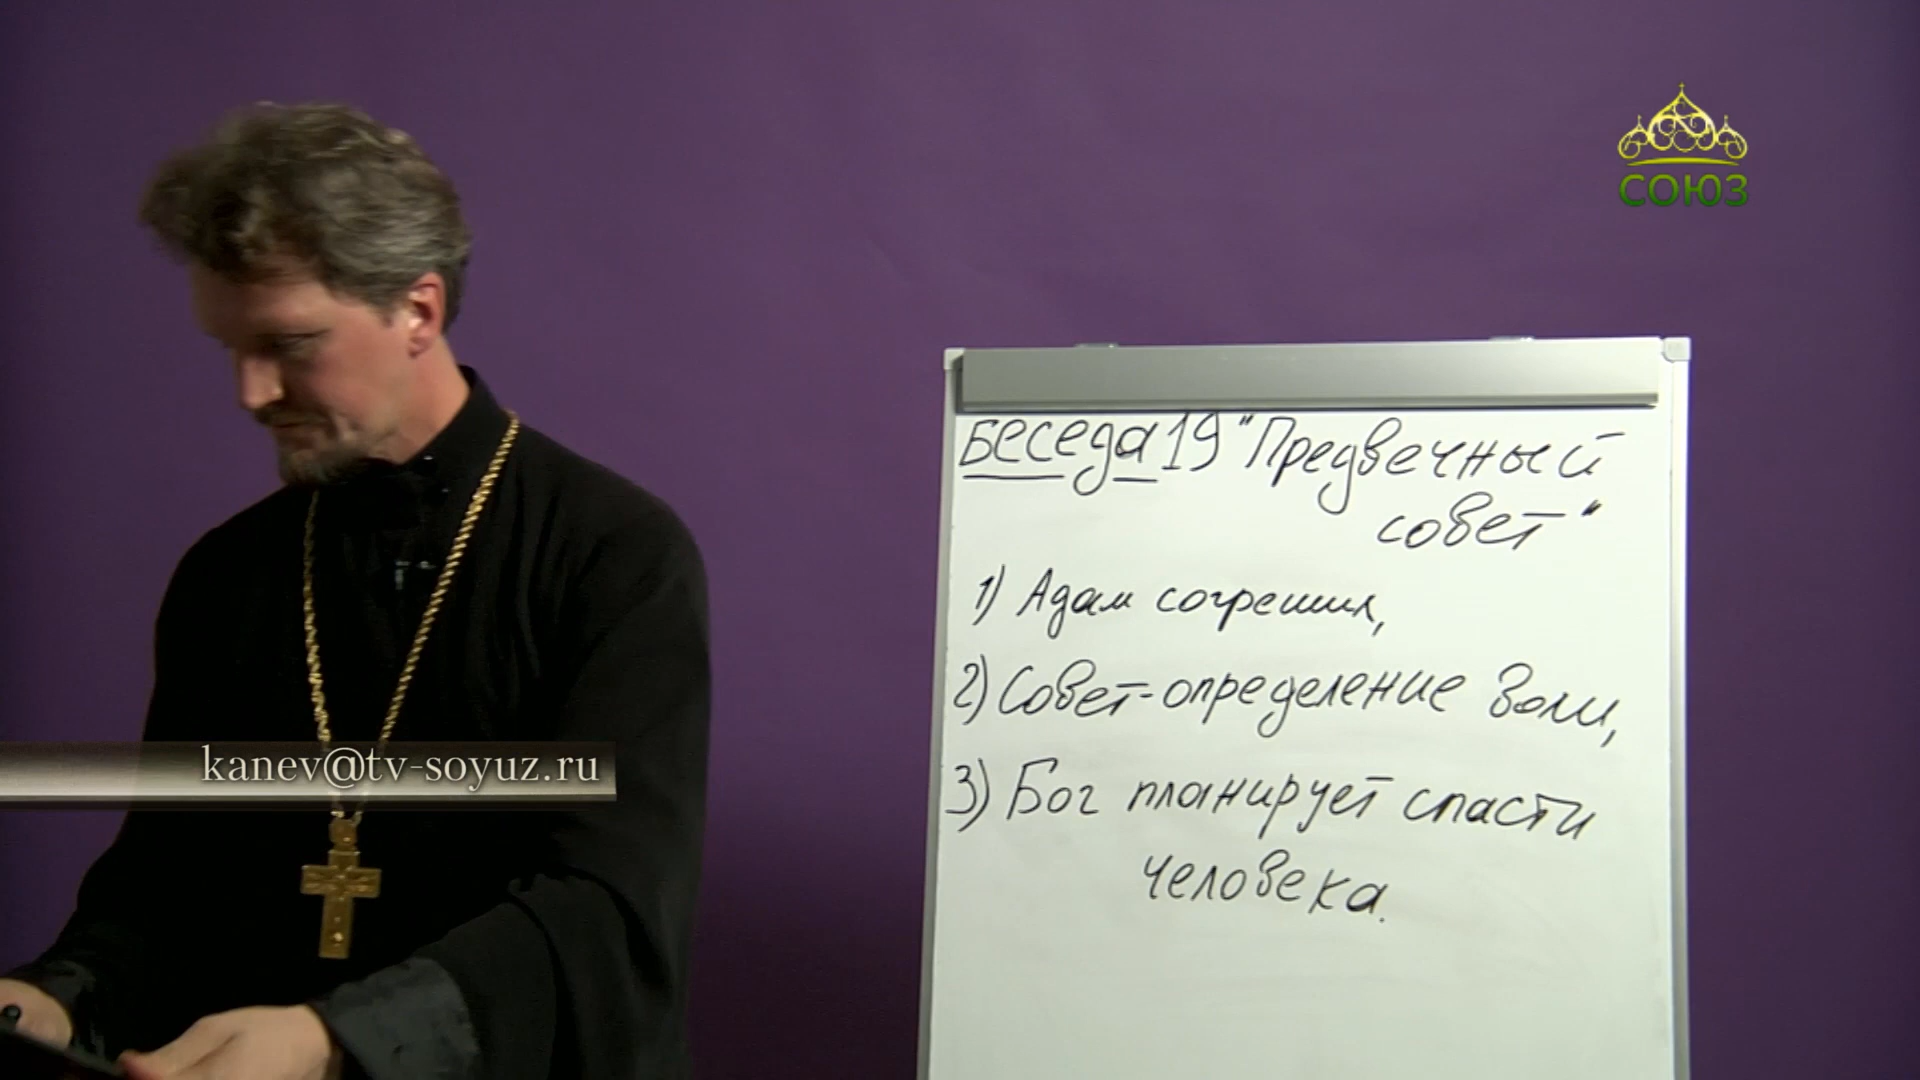 СОЮЗ
Беседа 19 "Предвечный
совет"
1) Адам согрешил,
2) Совет-определение воли,
3) Бог планирует спасти
человека.
kanev@tv-soyuz.ru